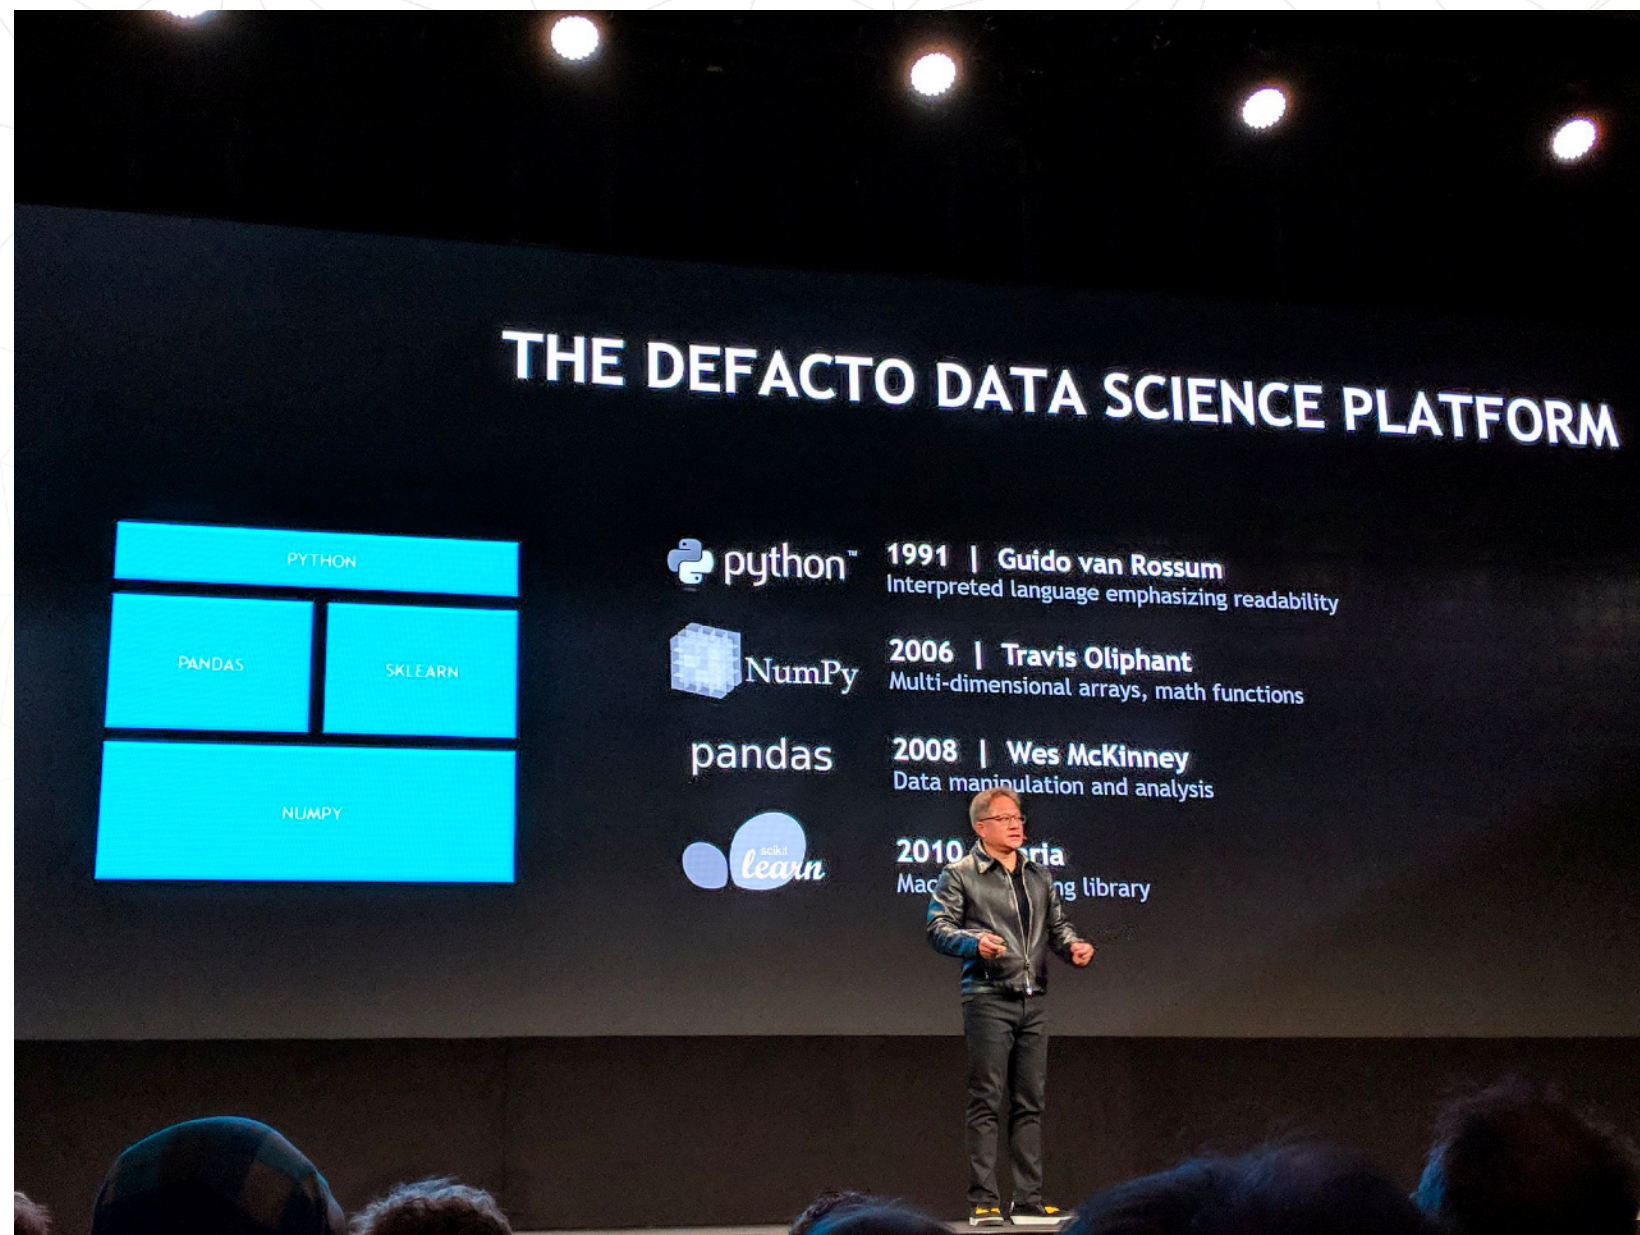 THE DEFACTO DATA SCIENCE PLATFORM
PYTHON
PANDAS
SKLEARN
NUMPY
python™
1991 | Guido van Rossum
Interpreted language emphasizing readability
NumPy
2006 | Travis Oliphant
Multi-dimensional arrays, math functions
pandas
2008 | Wes McKinney
Data manipulation and analysis
scikit
learn
2010
library